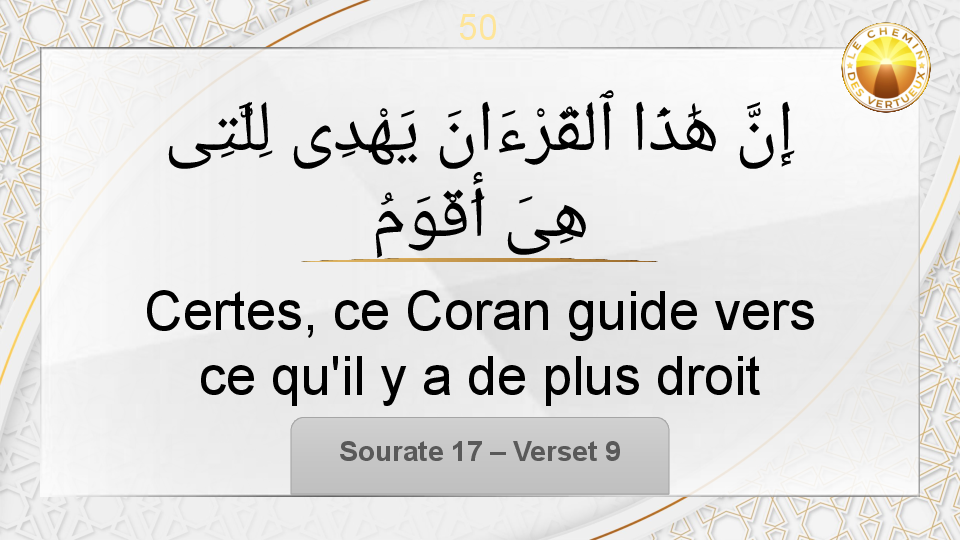 50
LE CHEMIN
DES VERTUEUX
إِنَّ هَٰذَا ٱلْقُرْءَانَ يَهْدِى لِلَّتِى
هِىَ أَقْوَمُ
Certes, ce Coran guide vers
ce qu'il y a de plus droit
Sourate 17 – Verset 9